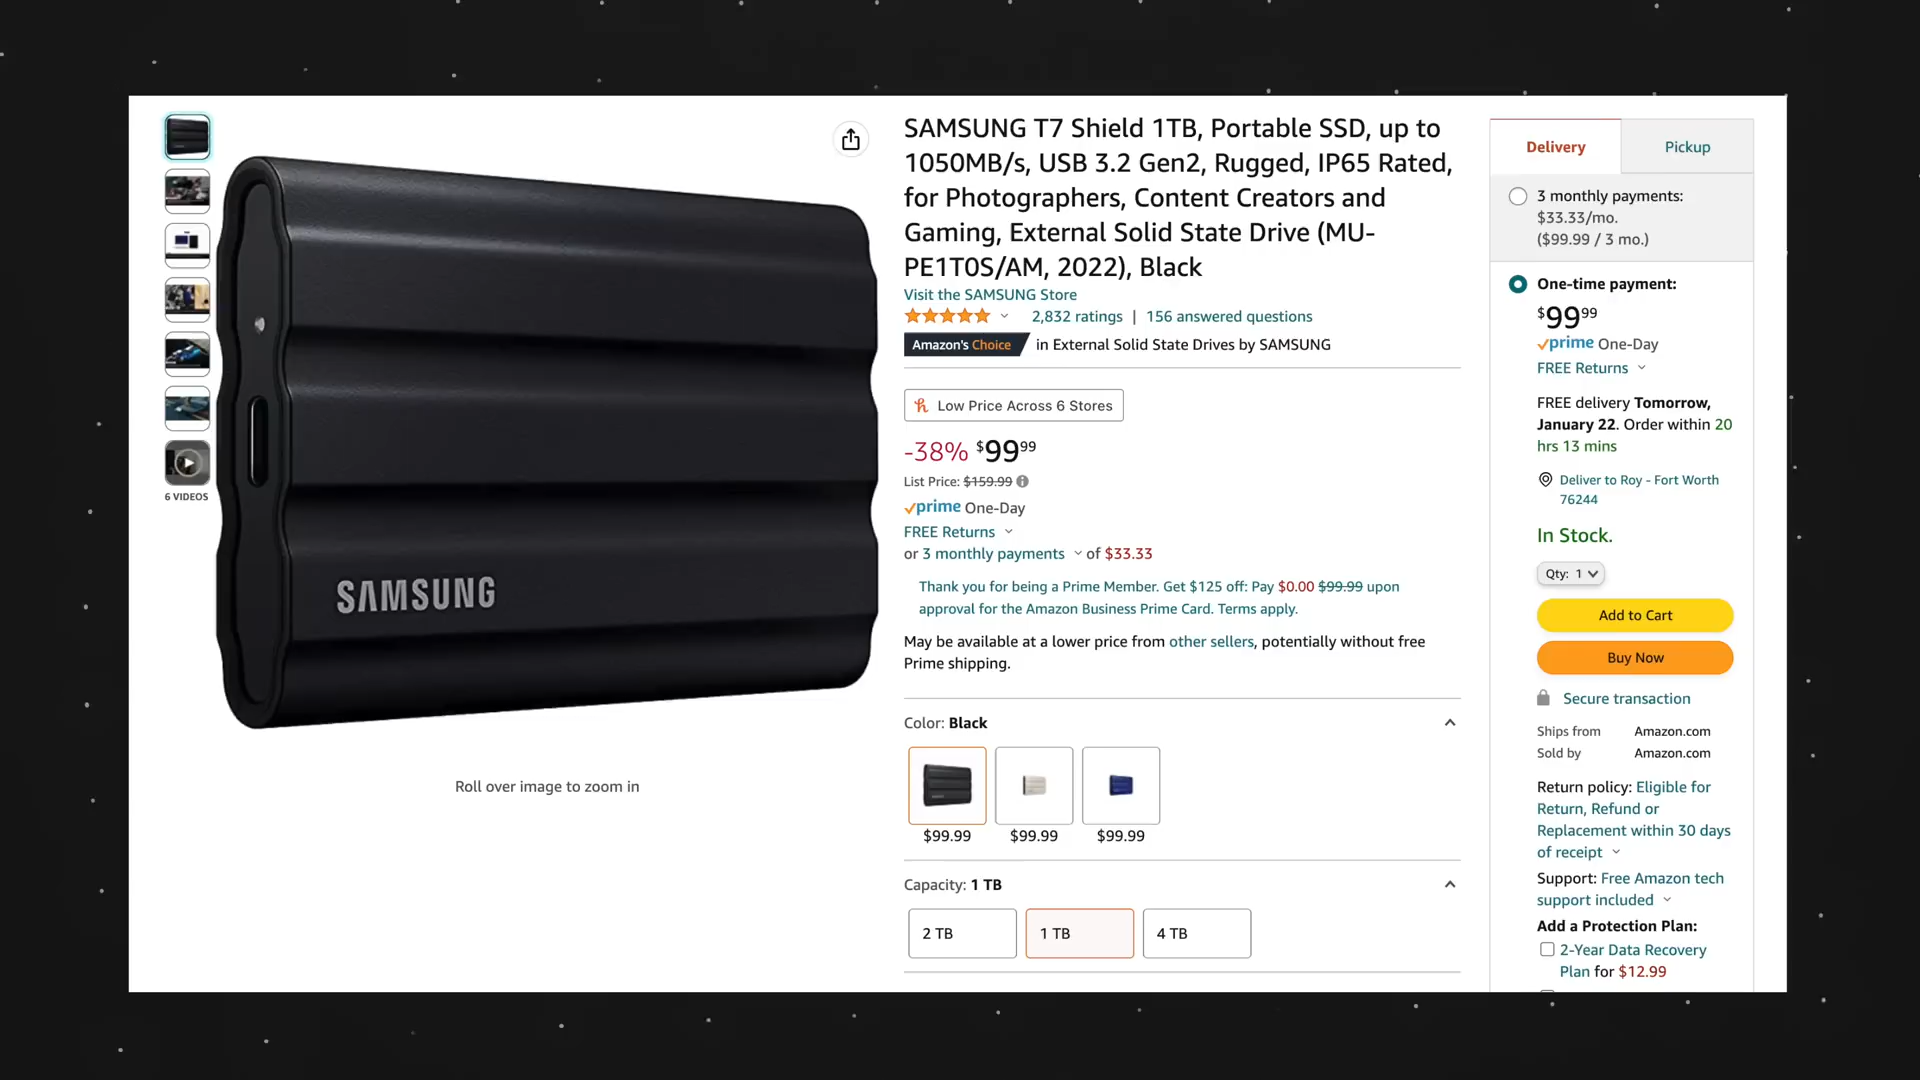 6 VIDEOS
SAMSUNG
Roll over image to zoom in
SAMSUNG T7 Shield 1TB, Portable SSD, up to
1050MB/s, USB 3.2 Gen2, Rugged, IP65 Rated,
for Photographers, Content Creators and
Gaming, External Solid State Drive (MU-
PE1T0S/AM, 2022), Black
Visit the SAMSUNG Store
2,832 ratings | 156 answered questions
Amazon's Choice in External Solid State Drives by SAMSUNG
Low Price Across 6 Stores
-38% $99 99
List Price: $159.99
prime One-Day
FREE Returns
or 3 monthly payments of $33.33
Thank you for being a Prime Member. Get $125 off: Pay $0.00 $99.99 upon
approval for the Amazon Business Prime Card. Terms apply.
May be available at a lower price from other sellers, potentially without free
Prime shipping.
Color: Black
$99.99 $99.99 $99.99
Capacity: 1 TB
2 TB 1 TB 4 TB
Delivery Pickup
3 monthly payments:
$33.33/mo.
($99.99 / 3 mo.)
One-time payment:
$99 99
prime One-Day
FREE Returns
FREE delivery Tomorrow,
January 22. Order within 20
hrs 13 mins
Deliver to Roy - Fort Worth
76244
In Stock.
Qty: 1
Add to Cart
Buy Now
Secure transaction
Ships from Amazon.com
Sold by Amazon.com
Return policy: Eligible for
Return, Refund or
Replacement within 30 days
of receipt
Support: Free Amazon tech
support included
Add a Protection Plan:
2-Year Data Recovery
Plan for $12.99